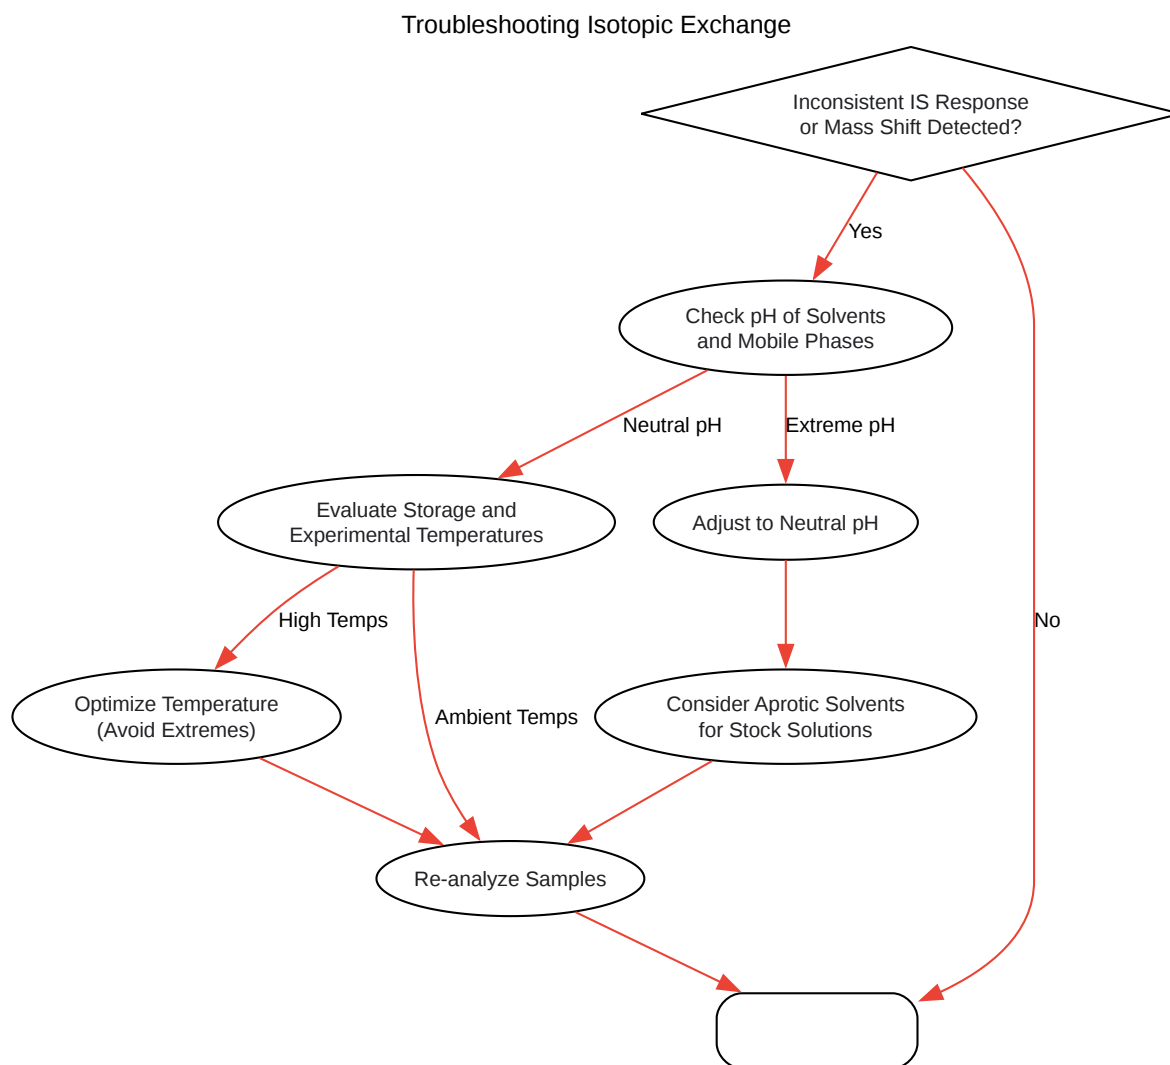 Troubleshooting Isotopic Exchange
Inconsistent IS Response
or Mass Shift Detected?
Yes
Check pH of Solvents
and Mobile Phases
Neutral pH
Extreme pH
Evaluate Storage and
Experimental Temperatures
Adjust to Neutral pH
High Temps
No
Optimize Temperature
(Avoid Extremes)
Ambient Temps
Consider Aprotic Solvents
for Stock Solutions
Re-analyze Samples